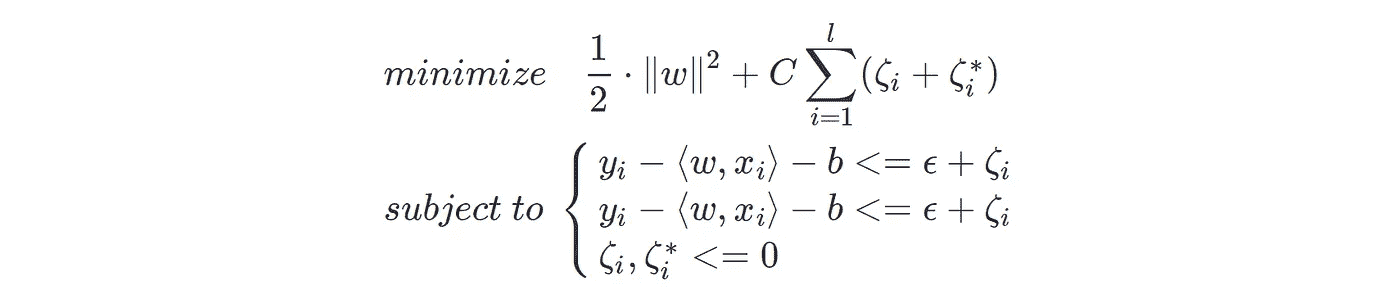 minimize 1/2 · ‖w‖² + C ∑_{i=1}^{l} (ζ_i + ζ_i^*)
subject to { y_i − ⟨w, x_i⟩ − b <= ϵ + ζ_i
y_i − ⟨w, x_i⟩ − b <= ϵ + ζ_i
ζ_i, ζ_i^* <= 0